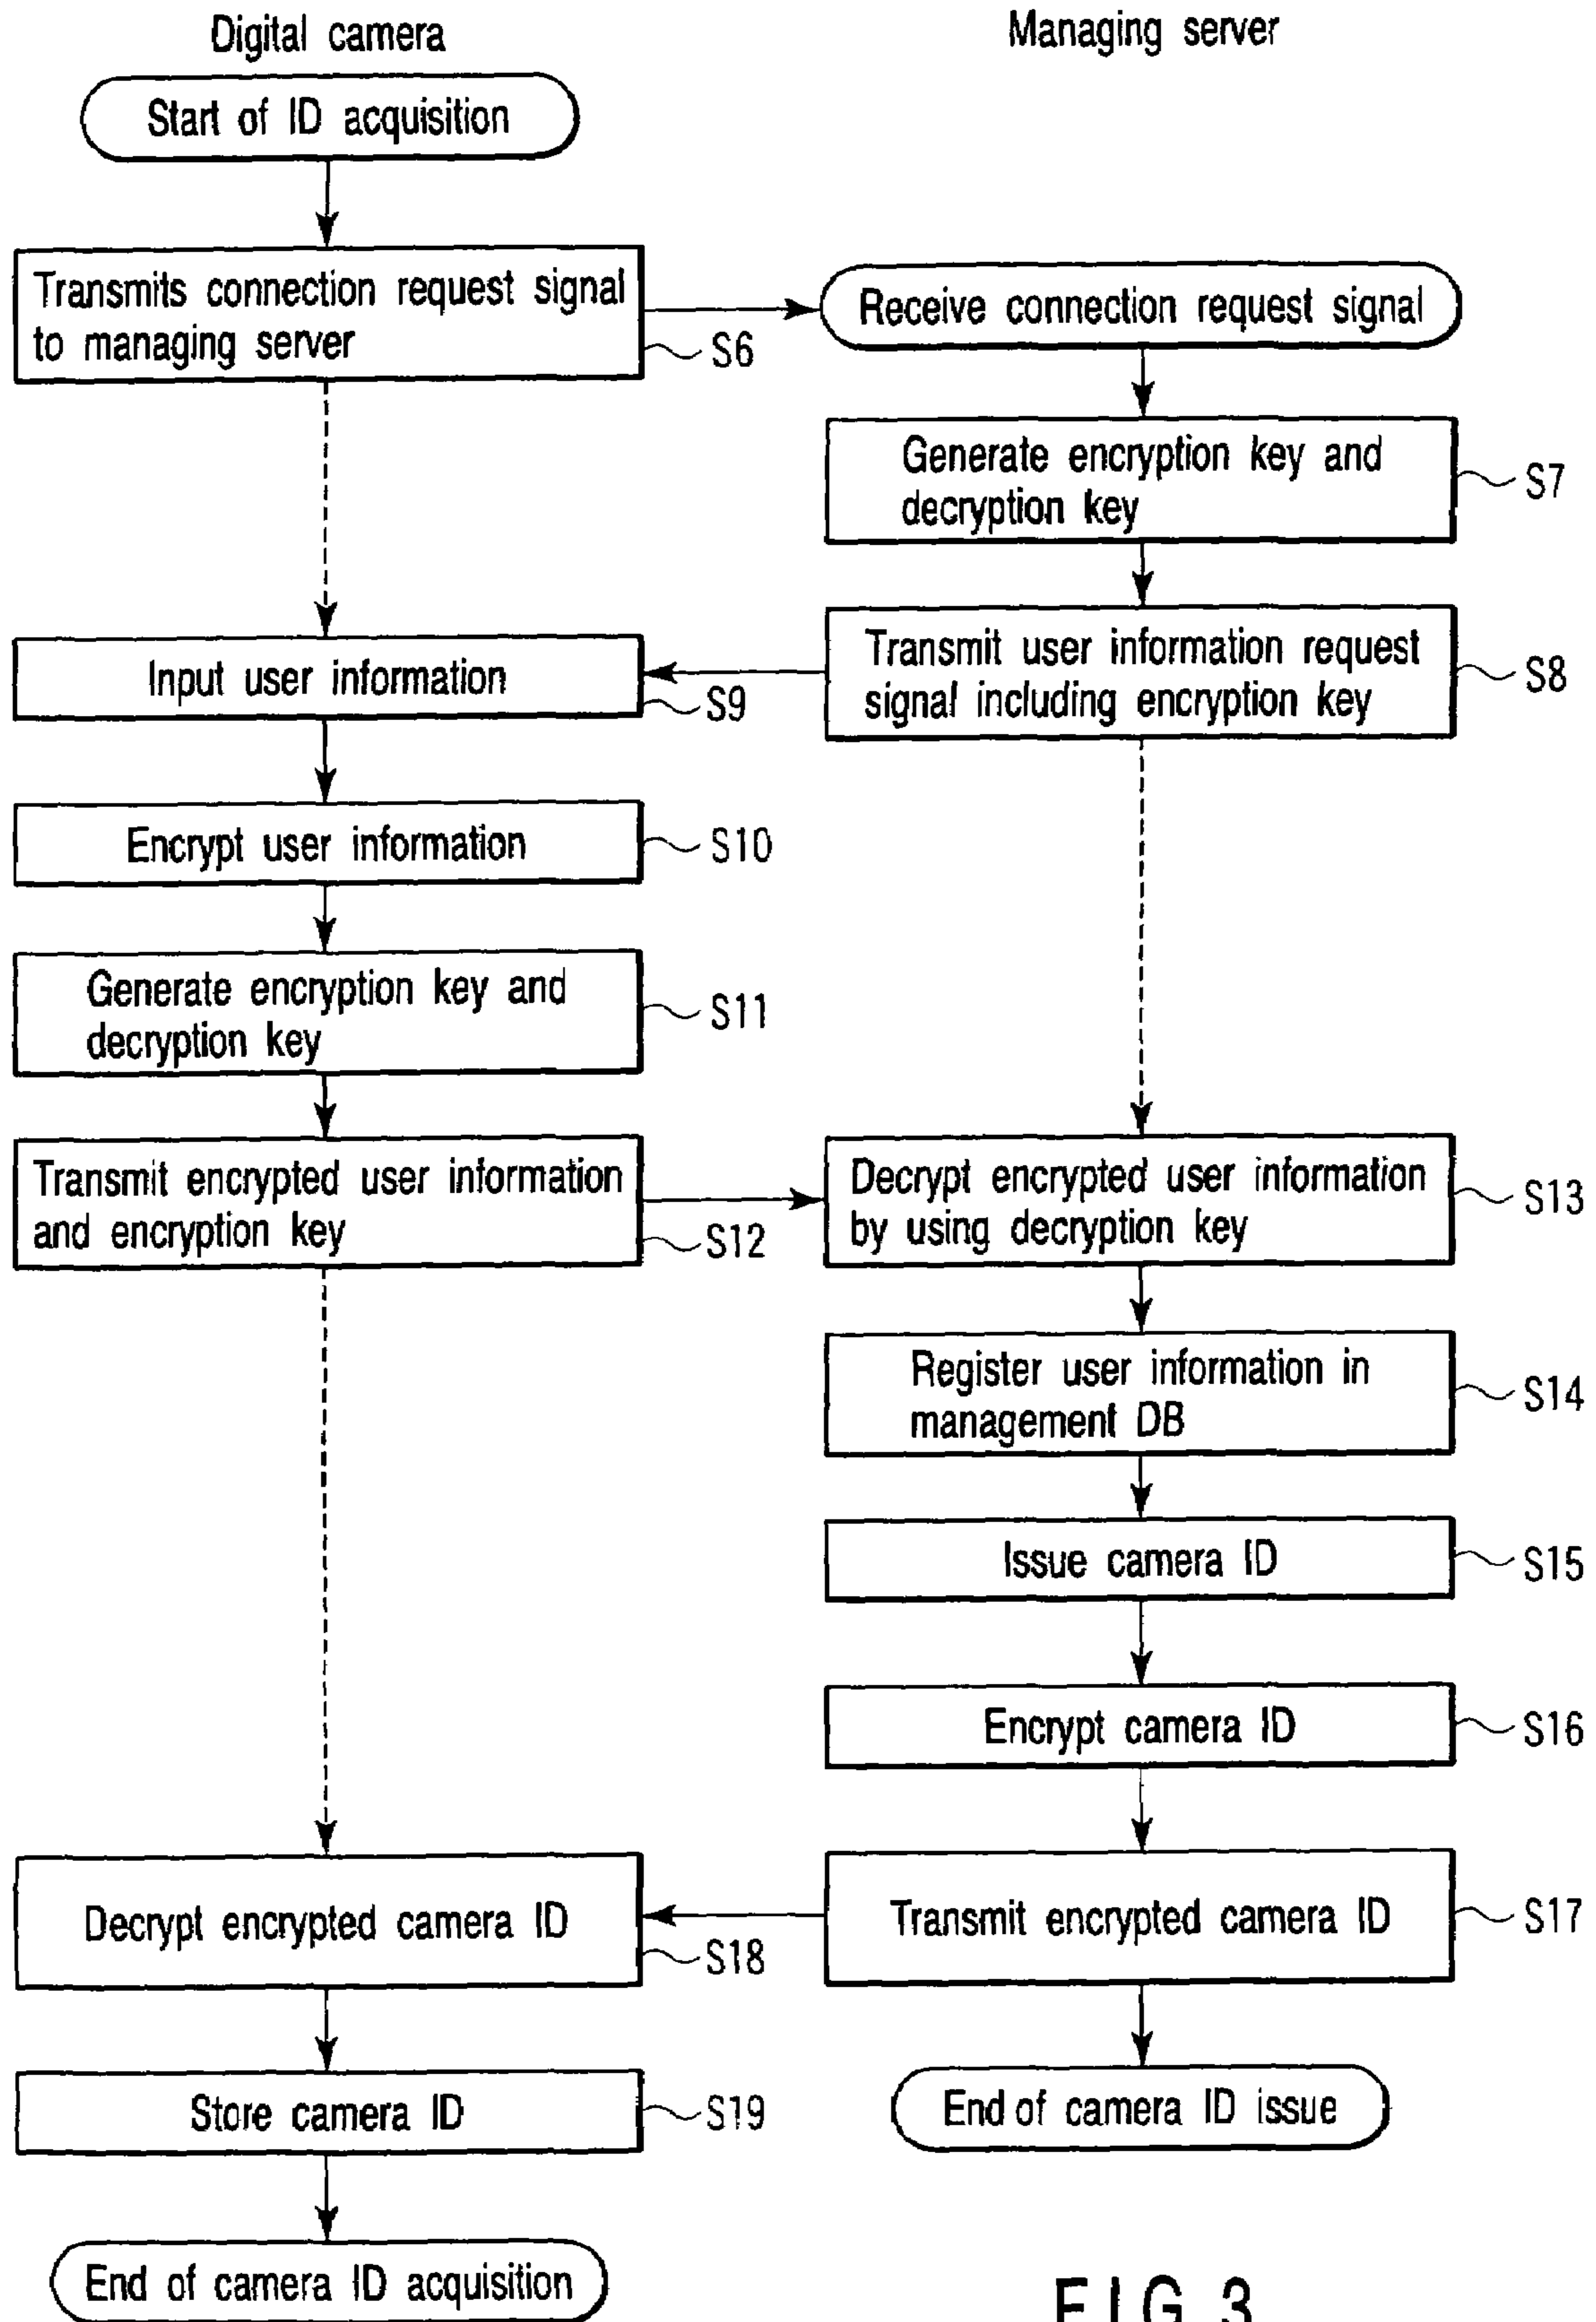 Digital camera
Managing server
Start of ID acquisition
Transmits connection request signal
to managing server
S6
Receive connection request signal
Generate encryption key and
decryption key
S7
Transmit user information request
signal including encryption key
S8
Input user information
S9
Encrypt user information
S10
Generate encryption key and
decryption key
S11
Transmit encrypted user information
and encryption key
S12
Decrypt encrypted user information
by using decryption key
S13
Register user information in
management DB
S14
Issue camera ID
S15
Encrypt camera ID
S16
Transmit encrypted camera ID
S17
Decrypt encrypted camera ID
S18
End of camera ID issue
Store camera ID
S19
End of camera ID acquisition
FIG. 3